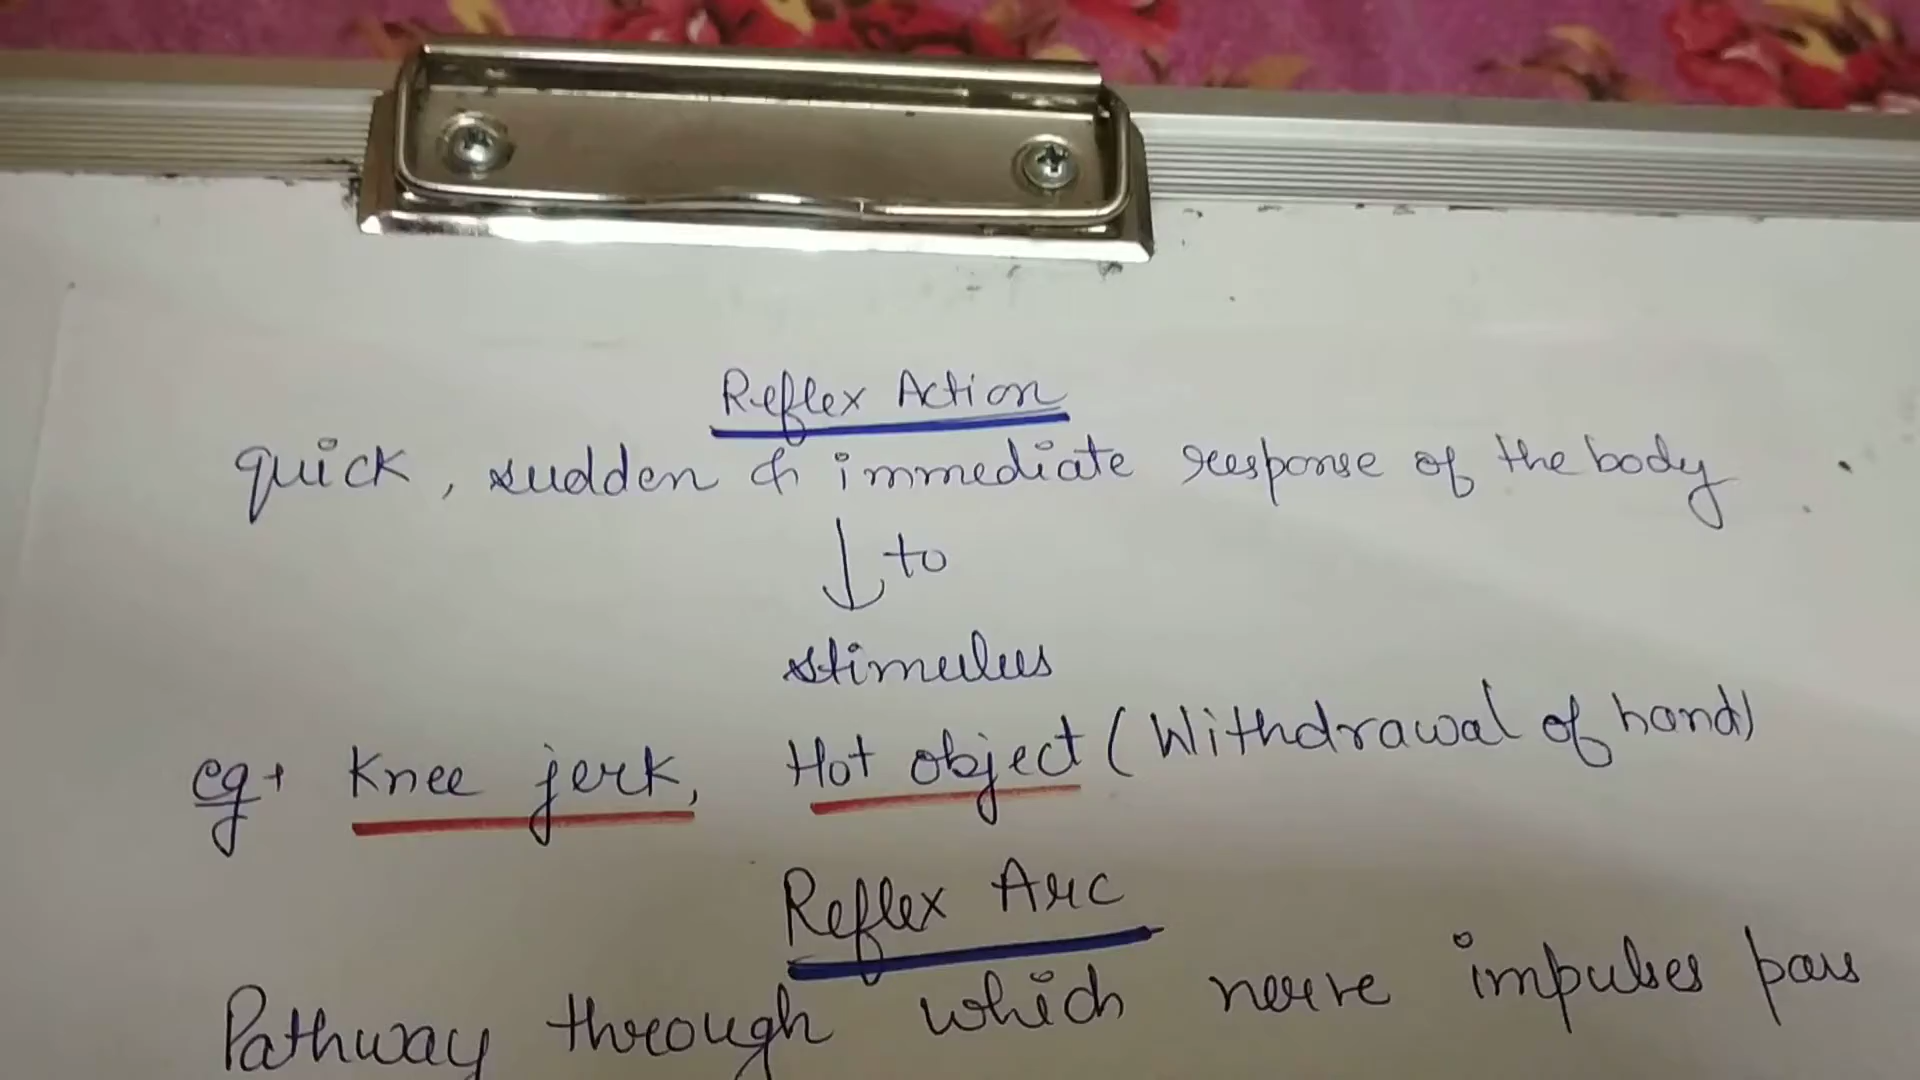 Reflex Action
quick, sudden & immediate response of the body
↓ to
stimulus
eg→ Knee jerk, Hot object (Withdrawal of hand)
Reflex Arc
Pathway through which nerve impulses pass